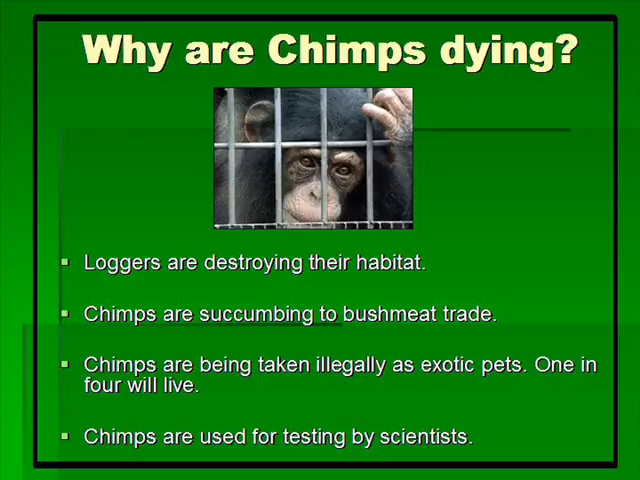 Why are Chimps dying?
Loggers are destroying their habitat.
Chimps are succumbing to bushmeat trade.
Chimps are being taken illegally as exotic pets. One in
four will live.
Chimps are used for testing by scientists.